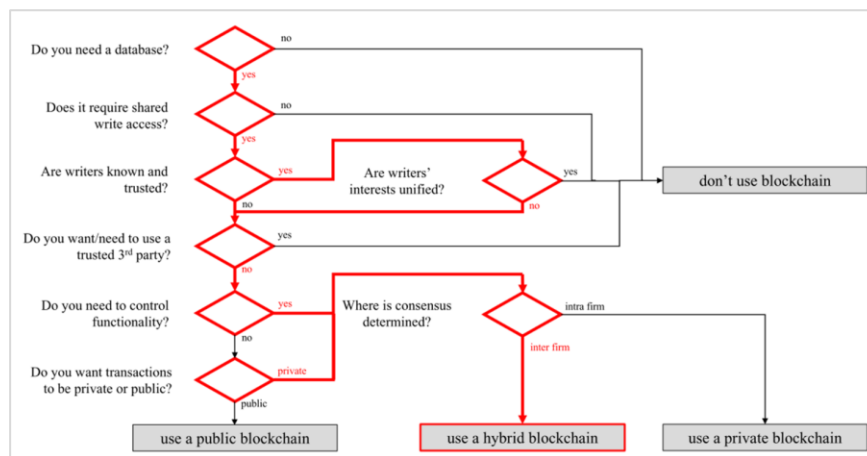 Do you need a database?
no
yes
Does it require shared
write access?
no
yes
Are writers known and
trusted?
yes
Are writers'
interests unified?
yes
don't use blockchain
no
no
Do you want/need to use a
trusted 3rd party?
yes
no
Do you need to control
functionality?
yes
Where is consensus
determined?
intra firm
no
inter firm
Do you want transactions
to be private or public?
private
public
use a public blockchain
use a hybrid blockchain
use a private blockchain